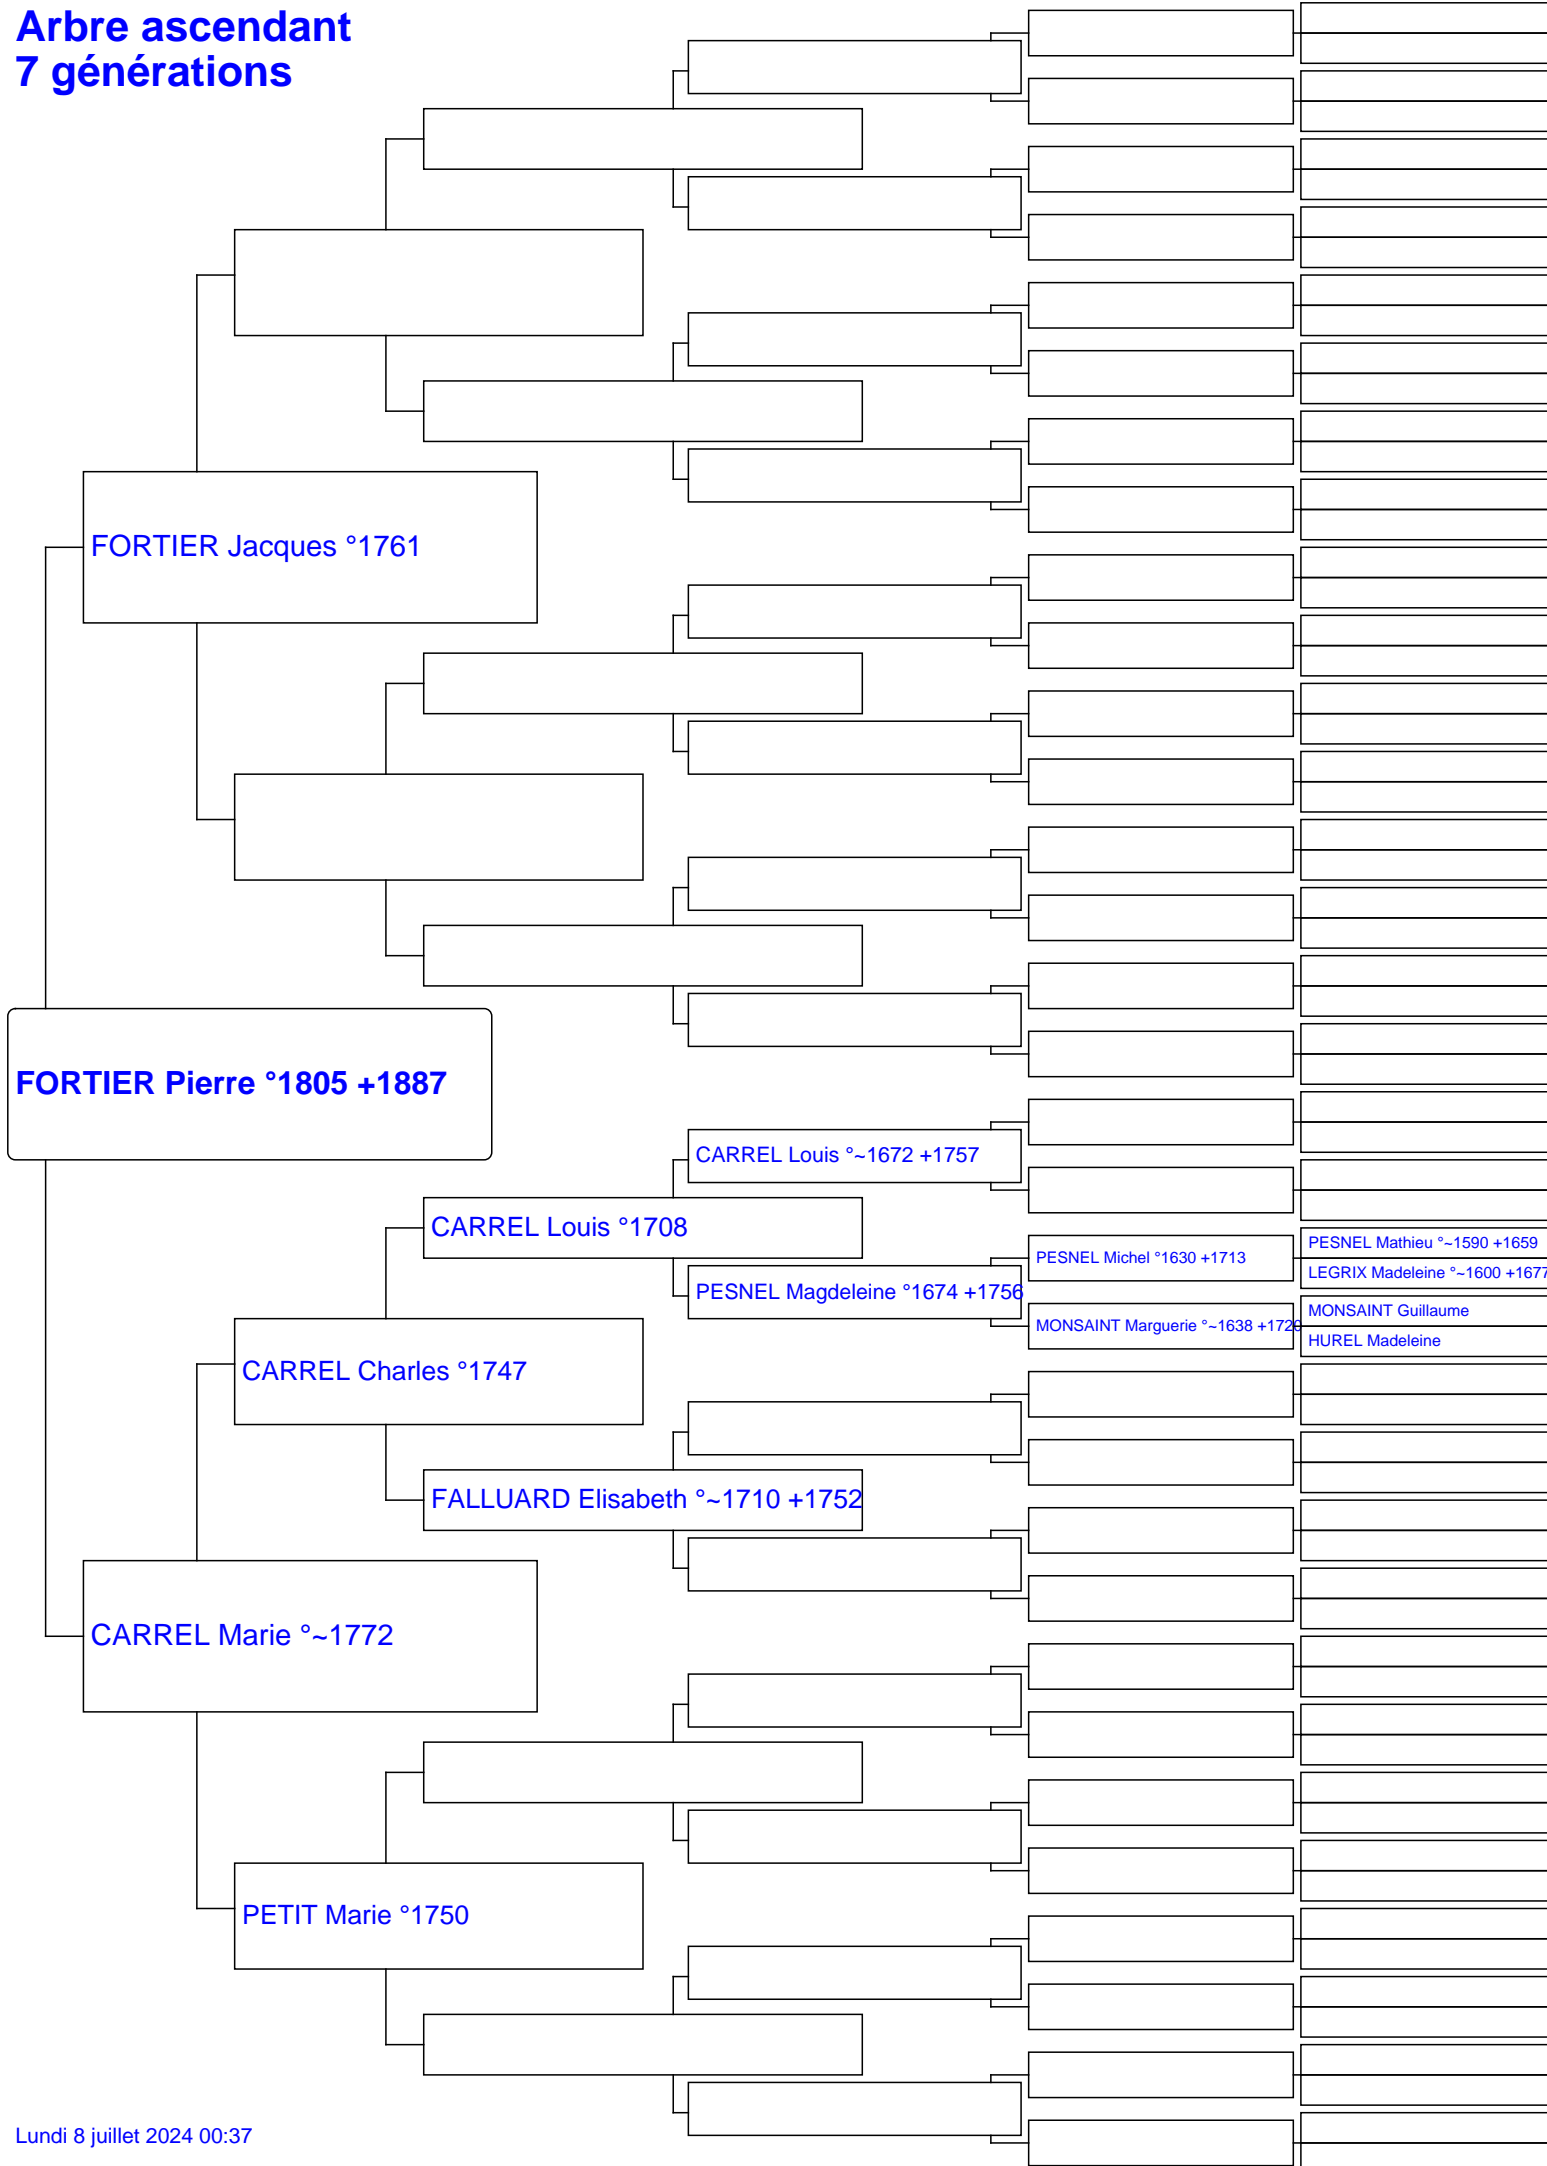 Arbre ascendant
7 générations
FORTIER Jacques °1761
FORTIER Pierre °1805 +1887
CARREL Louis °~1672 +1757
CARREL Louis °1708
PESNEL Mathieu °~1590 +1659
PESNEL Michel °1630 +1713
LEGRIX Madeleine °~1600 +1677
PESNEL Magdeleine °1674 +1756
MONSAINT Guillaume
MONSAINT Marguerie °~1638 +1720
HUREL Madeleine
CARREL Charles °1747
FALLUARD Elisabeth °~1710 +1752
CARREL Marie °~1772
PETIT Marie °1750
Lundi 8 juillet 2024 00:37